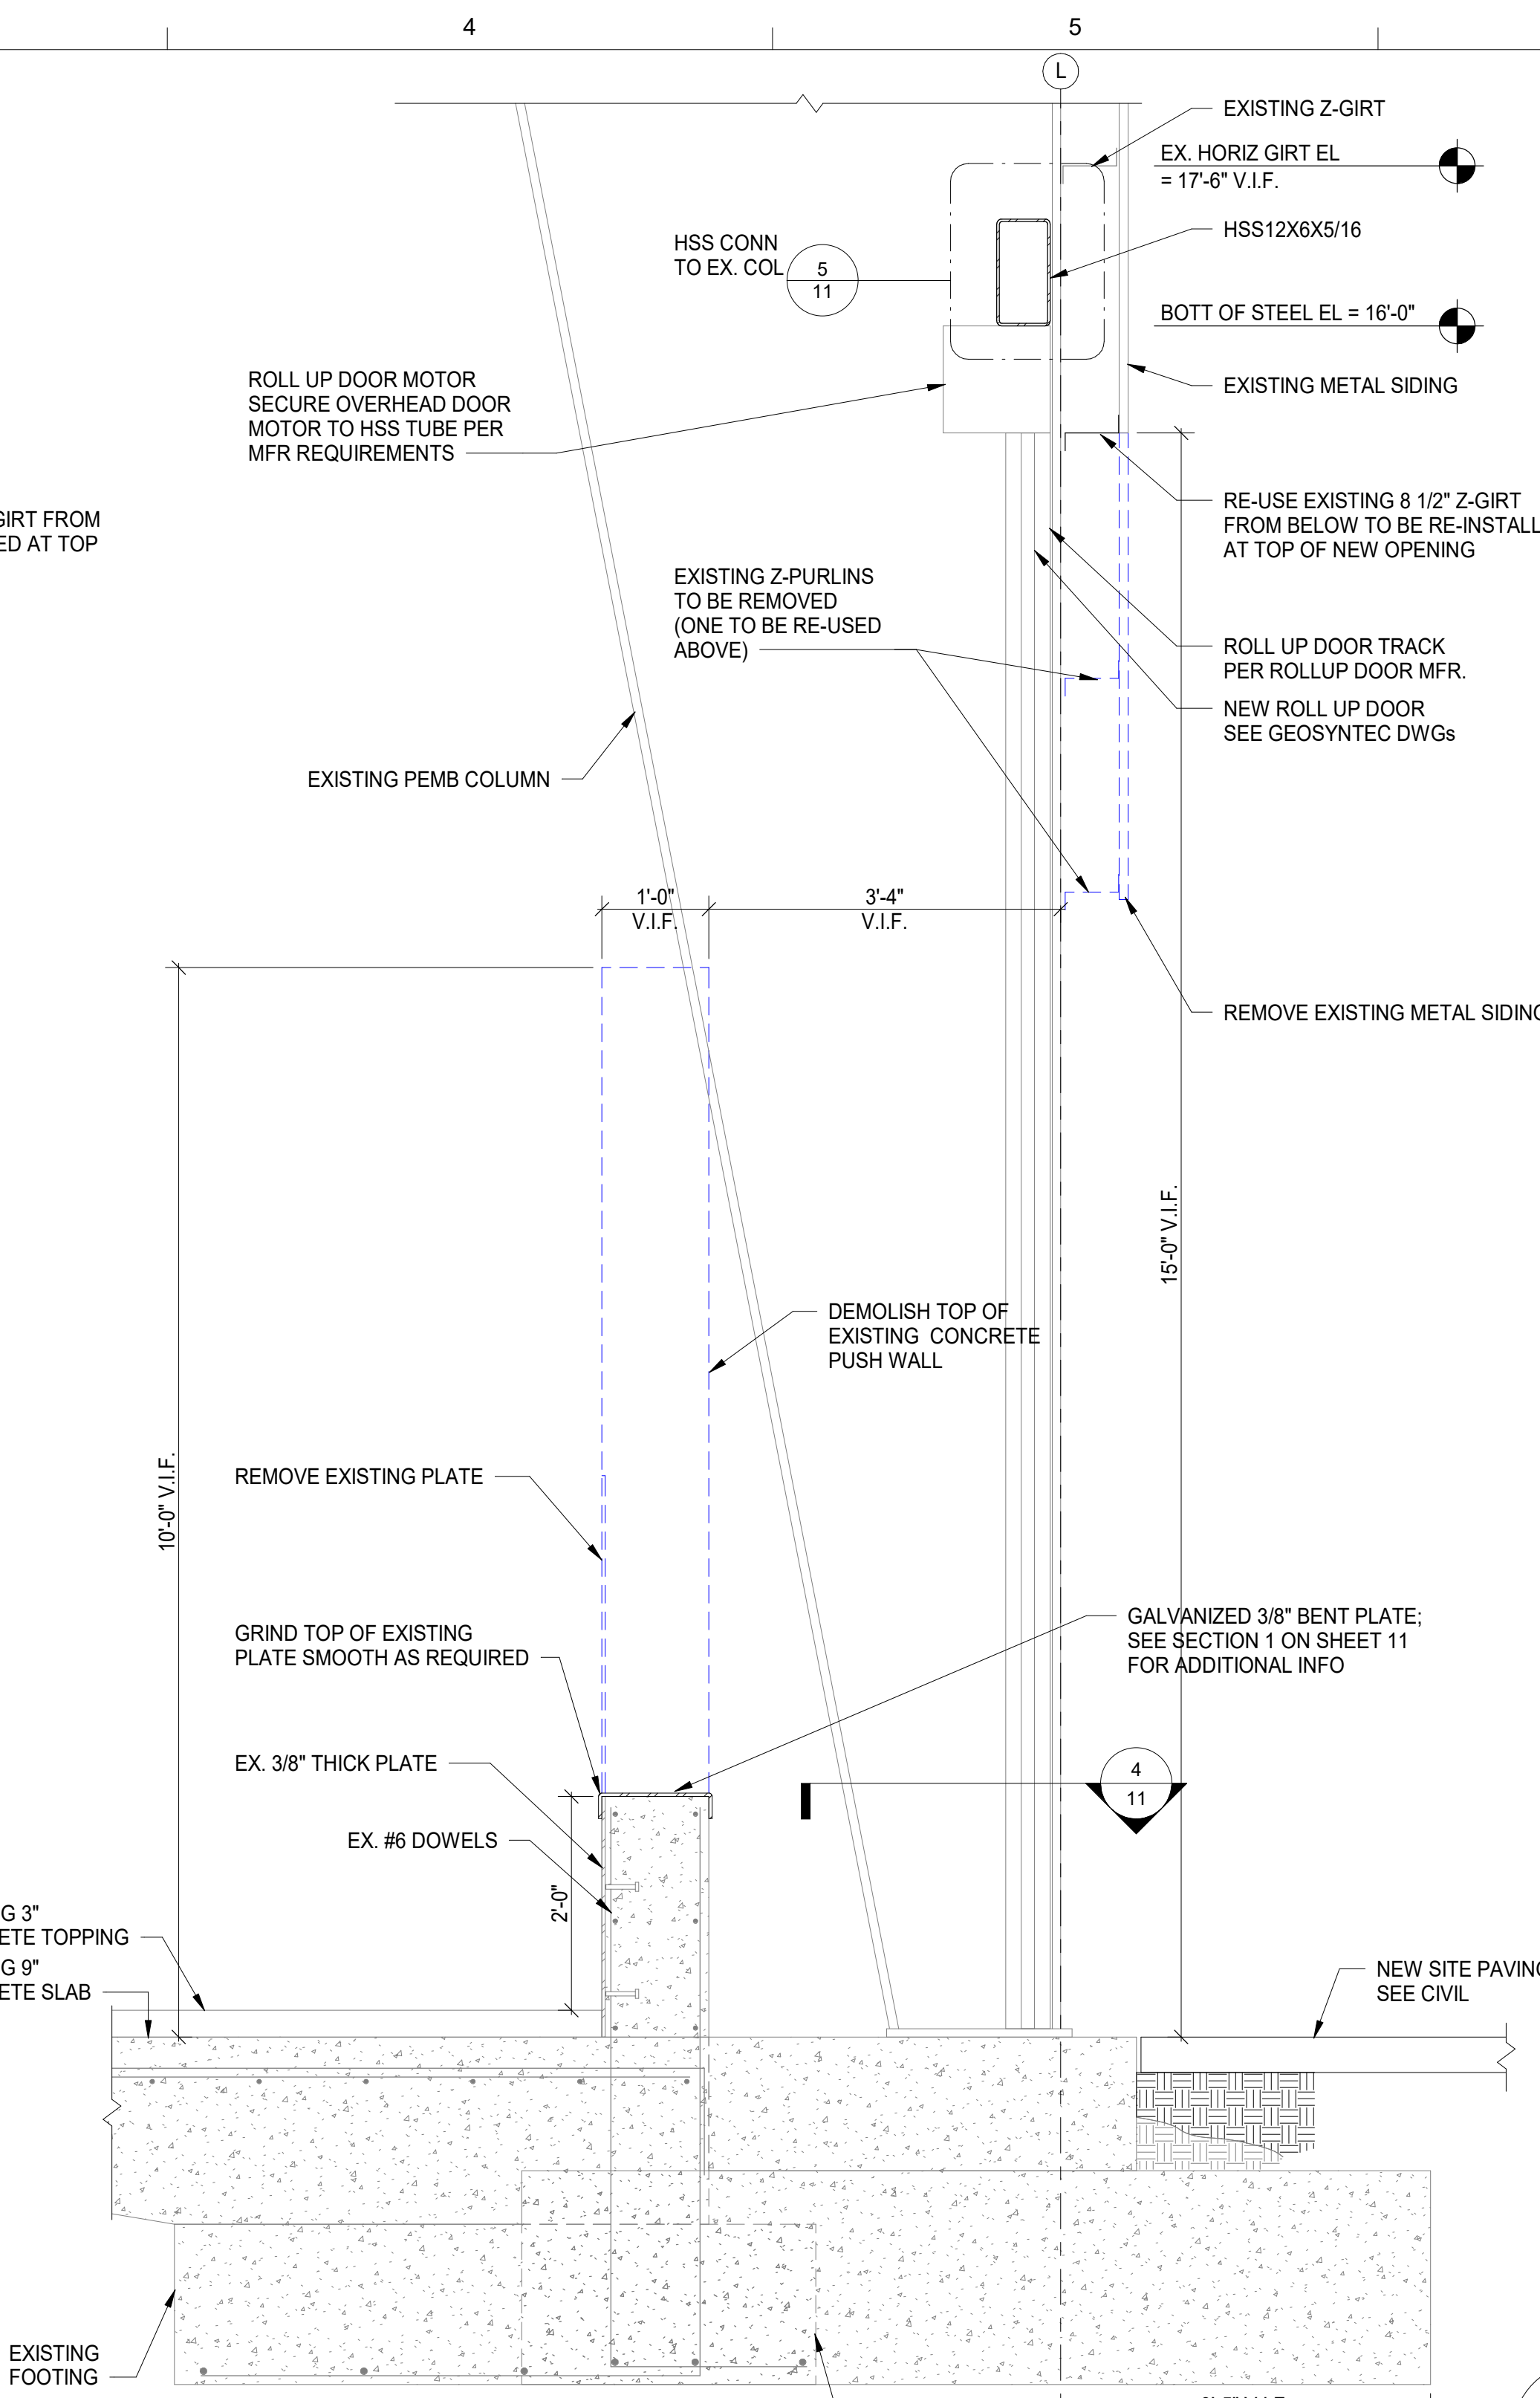 4
5
L
EXISTING Z-GIRT
EX. HORIZ GIRT EL
= 17'-6" V.I.F.
HSS12X6X5/16
HSS CONN
TO EX. COL
5
11
BOTT OF STEEL EL = 16'-0"
EXISTING METAL SIDING
ROLL UP DOOR MOTOR
SECURE OVERHEAD DOOR
MOTOR TO HSS TUBE PER
MFR REQUIREMENTS
GIRT FROM
ED AT TOP
RE-USE EXISTING 8 1/2" Z-GIRT
FROM BELOW TO BE RE-INSTALL
AT TOP OF NEW OPENING
EXISTING Z-PURLINS
TO BE REMOVED
(ONE TO BE RE-USED
ABOVE)
ROLL UP DOOR TRACK
PER ROLLUP DOOR MFR.
NEW ROLL UP DOOR
SEE GEOSYNTEC DWGs
EXISTING PEMB COLUMN
1'-0"
V.I.F.
3'-4"
V.I.F.
REMOVE EXISTING METAL SIDING
15'-0" V.I.F.
DEMOLISH TOP OF
EXISTING CONCRETE
PUSH WALL
10'-0" V.I.F.
REMOVE EXISTING PLATE
GRIND TOP OF EXISTING
PLATE SMOOTH AS REQUIRED
GALVANIZED 3/8" BENT PLATE;
SEE SECTION 1 ON SHEET 11
FOR ADDITIONAL INFO
EX. 3/8" THICK PLATE
4
11
EX. #6 DOWELS
2'-0"
G 3"
ETE TOPPING
G 9"
ETE SLAB
NEW SITE PAVING
SEE CIVIL
EXISTING
FOOTING